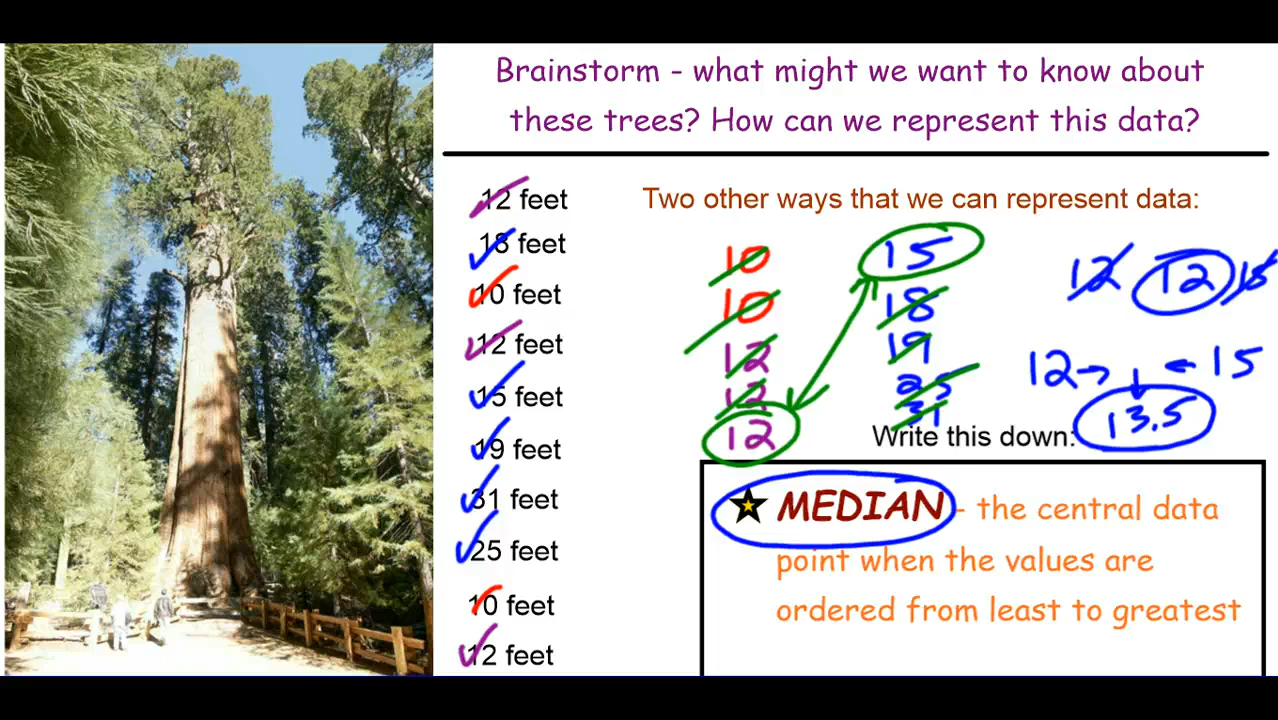 Brainstorm - what might we want to know about
these trees? How can we represent this data?
12 feet
18 feet
10 feet
12 feet
15 feet
19 feet
31 feet
25 feet
10 feet
12 feet
Two other ways that we can represent data:
10
10
12
12
12
15
18
19
25
31
12 12 15
12 15
13.5
Write this down:
MEDIAN - the central data
point when the values are
ordered from least to greatest